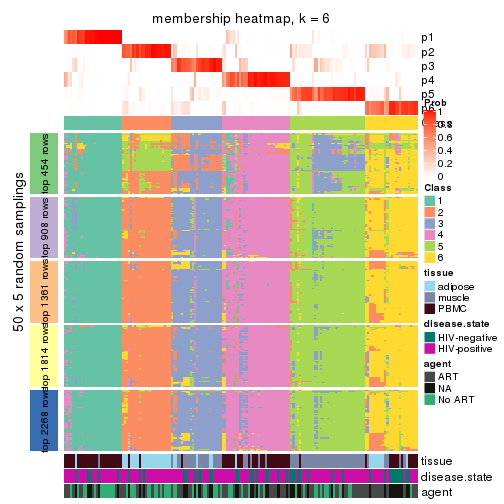 membership heatmap, k = 6
p1
p2
p3
p4
p5
p6
Prob
1
0.8
0.6
0.4
0.2
0
Class
1
2
3
4
5
6
tissue
adipose
muscle
PBMC
disease.state
HIV-negative
HIV-positive
agent
ART
NA
No ART
50 x 5 random samplings
top 454 rows
top 908 rows
top 1361 rows
top 1814 rows
top 2268 rows
tissue
disease.state
agent